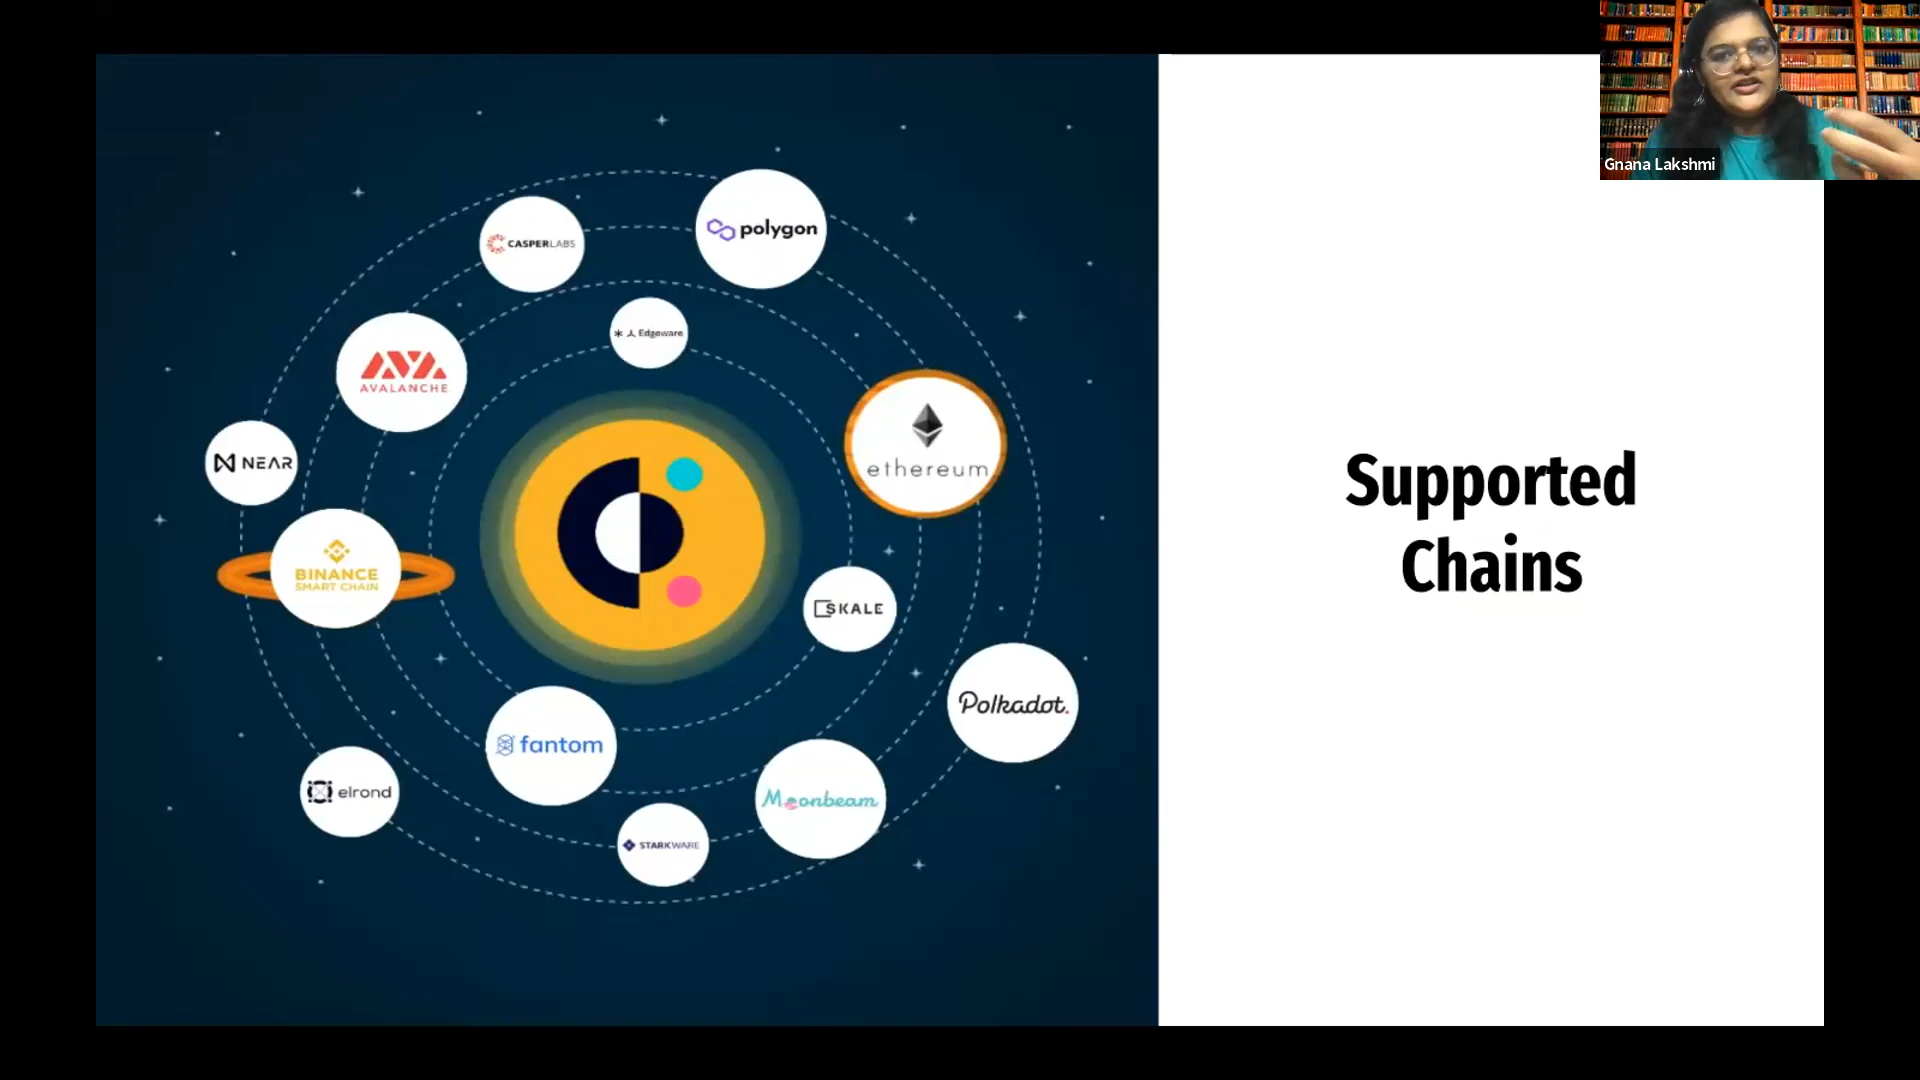 Gnana Lakshmi
polygon
CASPERLABS
Edgeware
AVALANCHE
ethereum
NEAR
BINANCE
SMART CHAIN
SKALE
Polkadot.
fantom
Moonbeam
elrond
STARKWARE
Supported
Chains